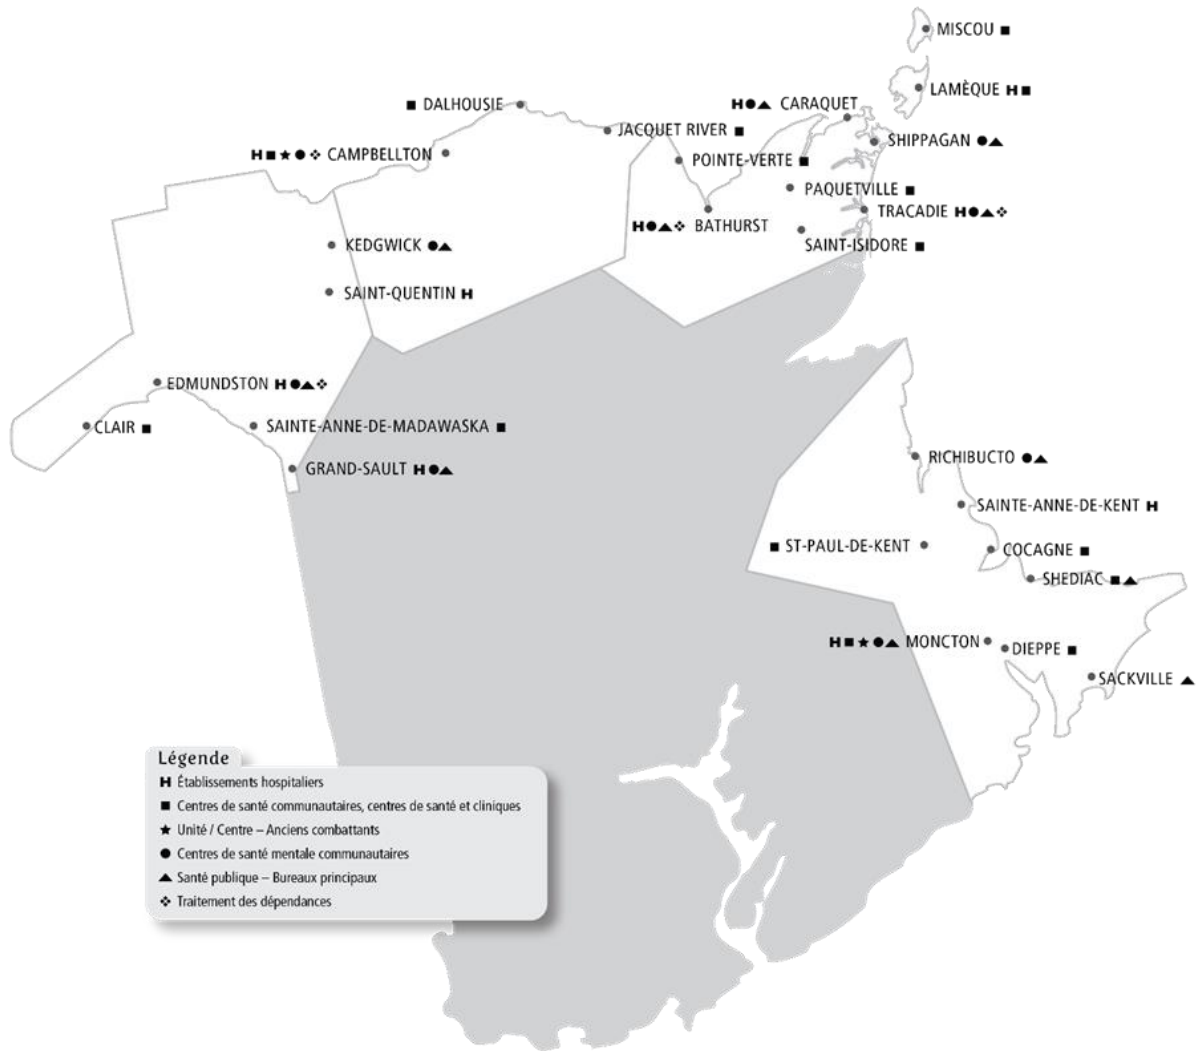 MISCOU
LAMÈQUE H
H CARAQUET
DALHOUSIE
JACQUET RIVER
SHIPPAGAN
H CAMPBELLTON
POINTE-VERTE
PAQUETVILLE
TRACADIE H
H BATHURST
SAINT-ISIDORE
KEDGWICK
SAINT-QUENTIN H
EDMUNDSTON H
CLAIR
SAINTE-ANNE-DE-MADAWASKA
GRAND-SAULT H
RICHIBUCTO
SAINTE-ANNE-DE-KENT H
ST-PAUL-DE-KENT
COCAGNE
SHEDIAC
H MONCTON
DIEPPE
SACKVILLE
Légende
H Établissements hospitaliers
Centres de santé communautaires, centres de santé et cliniques
Unité / Centre – Anciens combattants
Centres de santé mentale communautaires
Santé publique – Bureaux principaux
Traitement des dépendances